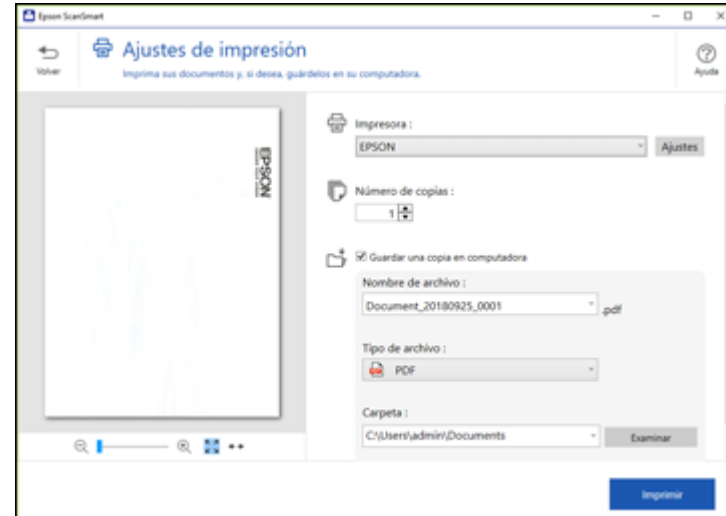 Epson ScanSmart
Volver
Ajustes de impresión
Imprima sus documentos y, si desea, guárdelos en su computadora.
Ayuda
EPSON
Impresora :
EPSON
Ajustes
Número de copias :
1
Guardar una copia en computadora
Nombre de archivo :
Document_20180925_0001
.pdf
Tipo de archivo :
PDF
Carpeta :
C:\Users\admin\Documents
Examinar
Imprimir